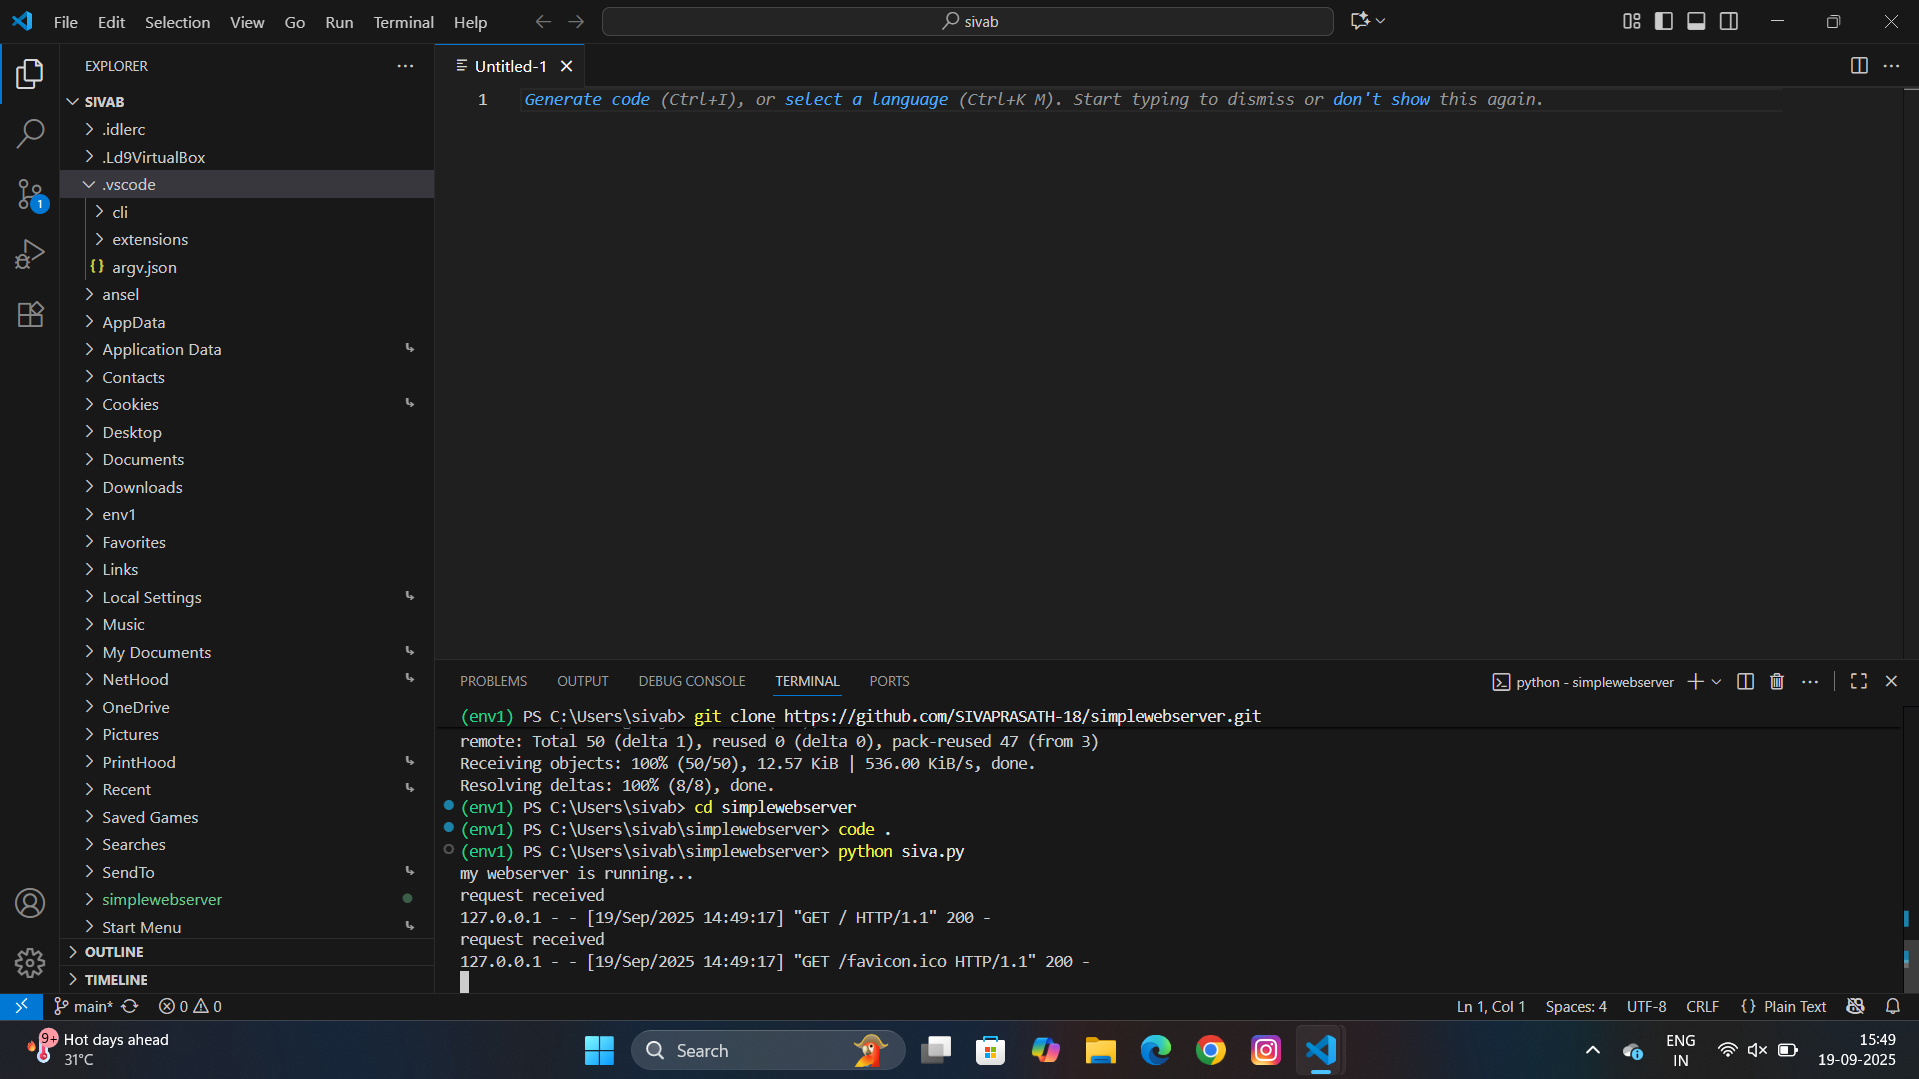 File Edit Selection View Go Run Terminal Help
sivab
EXPLORER
Untitled-1
SIVAB
.idlerc
.Ld9VirtualBox
.vscode
cli
extensions
argv.json
ansel
AppData
Application Data
Contacts
Cookies
Desktop
Documents
Downloads
env1
Favorites
Links
Local Settings
Music
My Documents
NetHood
OneDrive
Pictures
PrintHood
Recent
Saved Games
Searches
SendTo
simplewebserver
Start Menu
OUTLINE
TIMELINE
1
1 Generate code (Ctrl+I), or select a language (Ctrl+K M). Start typing to dismiss or don't show this again.
PROBLEMS OUTPUT DEBUG CONSOLE TERMINAL PORTS
python - simplewebserver
(env1) PS C:\Users\sivab> git clone https://github.com/SIVAPRASATH-18/simplewebserver.git
remote: Total 50 (delta 1), reused 0 (delta 0), pack-reused 47 (from 3)
Receiving objects: 100% (50/50), 12.57 KiB | 536.00 KiB/s, done.
Resolving deltas: 100% (8/8), done.
(env1) PS C:\Users\sivab> cd simplewebserver
(env1) PS C:\Users\sivab\simplewebserver> code .
(env1) PS C:\Users\sivab\simplewebserver> python siva.py
my webserver is running...
request received
127.0.0.1 - - [19/Sep/2025 14:49:17] "GET / HTTP/1.1" 200 -
request received
127.0.0.1 - - [19/Sep/2025 14:49:17] "GET /favicon.ico HTTP/1.1" 200 -
main* 0 0
Ln 1, Col 1 Spaces: 4 UTF-8 CRLF {} Plain Text
9+
Hot days ahead
31°C
Search
ENG
IN
15:49
19-09-2025